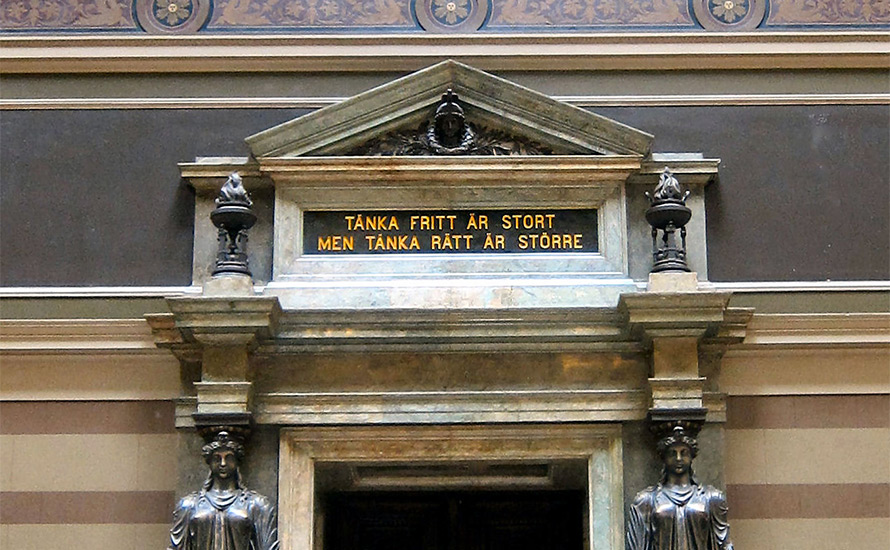 TÄNKA FRITT ÄR STORT
MEN TÄNKA RÄTT ÄR STÖRRE